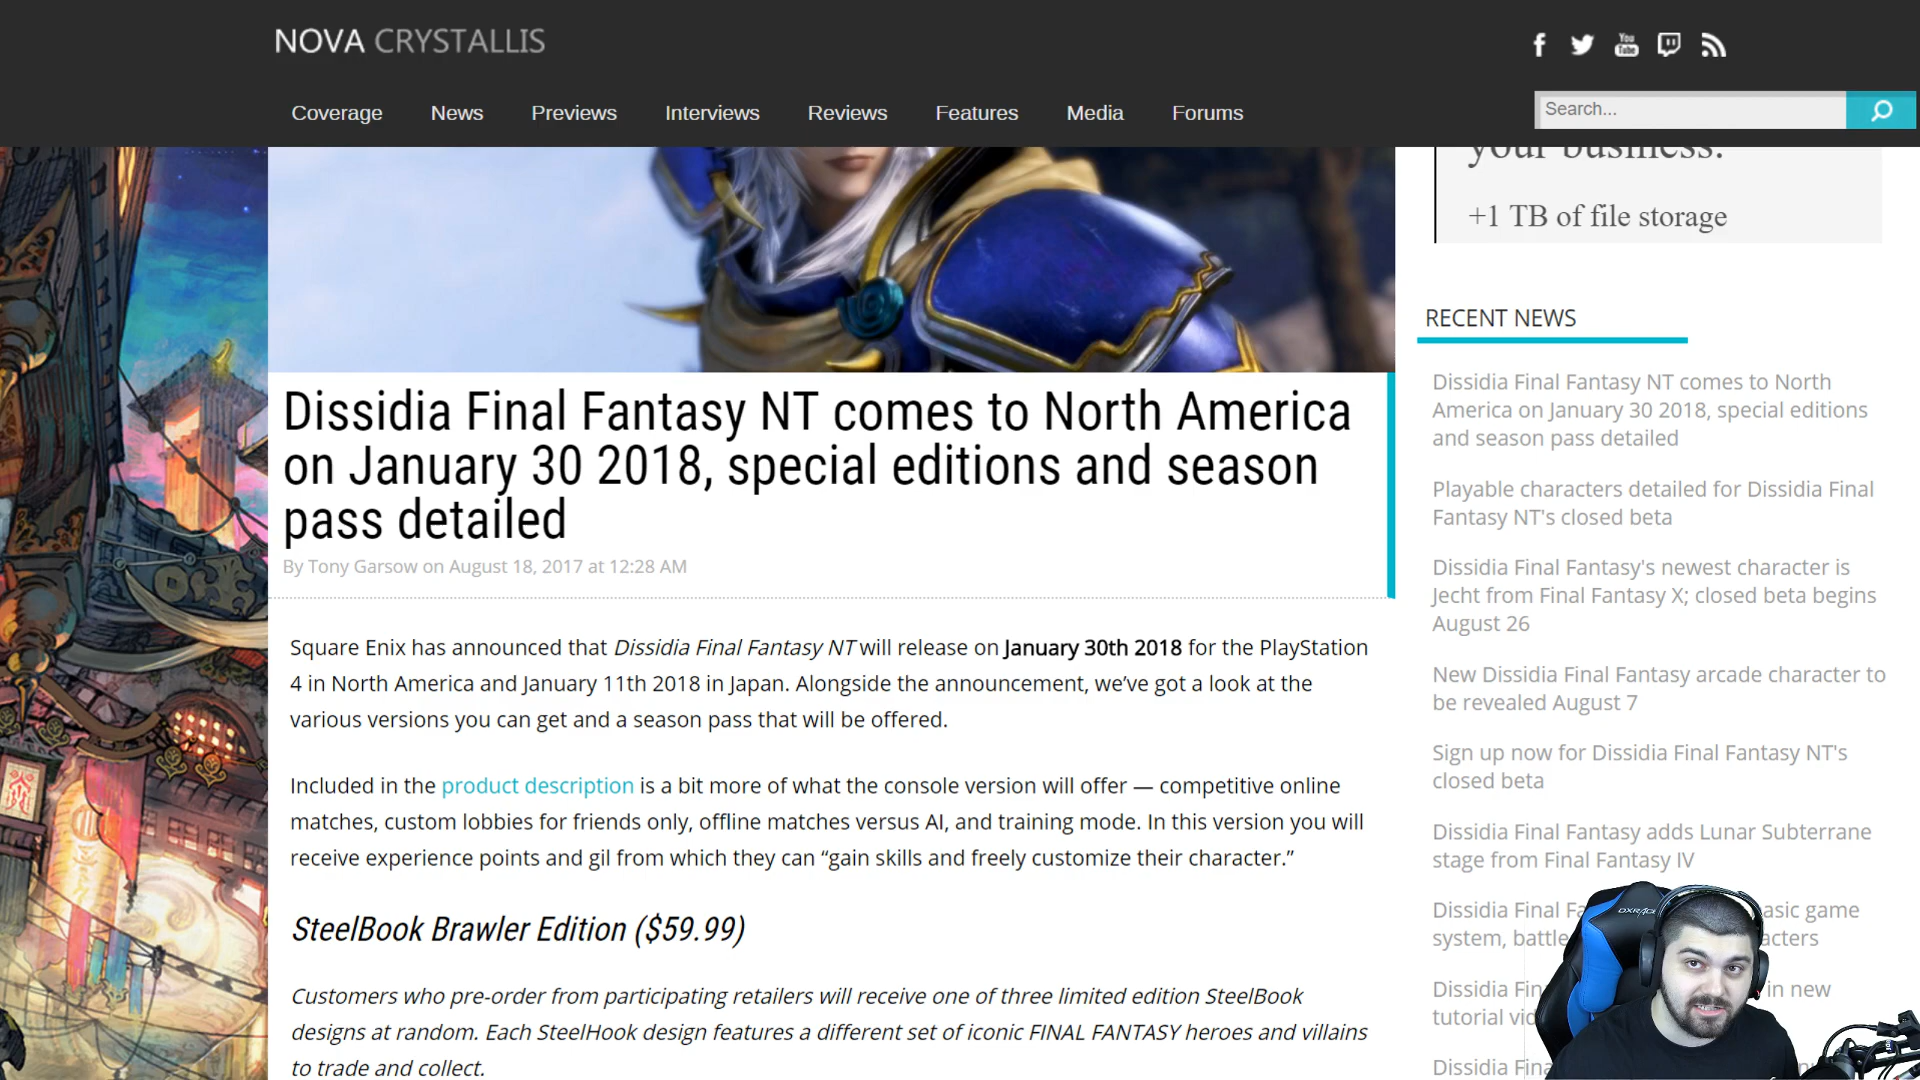 NOVA CRYSTALLIS
You
Tube
Coverage News Previews Interviews Reviews Features Media Forums
Search...
your business.
+1 TB of file storage
Dissidia Final Fantasy NT comes to North America
on January 30 2018, special editions and season
pass detailed
By Tony Garsow on August 18, 2017 at 12:28 AM
Square Enix has announced that Dissidia Final Fantasy NT will release on January 30th 2018 for the PlayStation
4 in North America and January 11th 2018 in Japan. Alongside the announcement, we've got a look at the
various versions you can get and a season pass that will be offered.
Included in the product description is a bit more of what the console version will offer — competitive online
matches, custom lobbies for friends only, offline matches versus AI, and training mode. In this version you will
receive experience points and gil from which they can “gain skills and freely customize their character.”
SteelBook Brawler Edition ($59.99)
Customers who pre-order from participating retailers will receive one of three limited edition SteelBook
designs at random. Each SteelHook design features a different set of iconic FINAL FANTASY heroes and villains
to trade and collect.
RECENT NEWS
Dissidia Final Fantasy NT comes to North
America on January 30 2018, special editions
and season pass detailed
Playable characters detailed for Dissidia Final
Fantasy NT's closed beta
Dissidia Final Fantasy's newest character is
Jecht from Final Fantasy X; closed beta begins
August 26
New Dissidia Final Fantasy arcade character to
be revealed August 7
Sign up now for Dissidia Final Fantasy NT's
closed beta
Dissidia Final Fantasy adds Lunar Subterrane
stage from Final Fantasy IV
Dissidia Final game
system,
Dissidia in new
tutorial
Dissidia